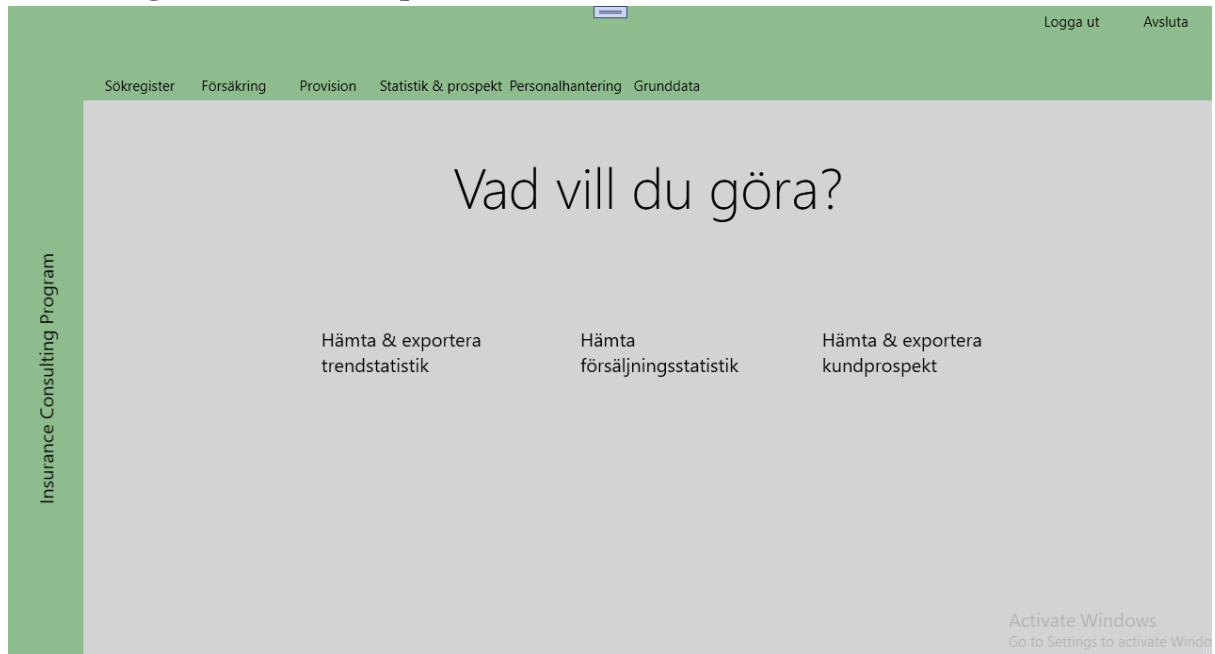 Logga ut Avsluta
Sökregister Försäkring Provision Statistik & prospekt Personalhantering Grunddata
Vad vill du göra?
Insurance Consulting Program
Hämta & exportera
trendstatistik
Hämta
försäljningsstatistik
Hämta & exportera
kundprospekt
Activate Windows
Go to Settings to activate Windo